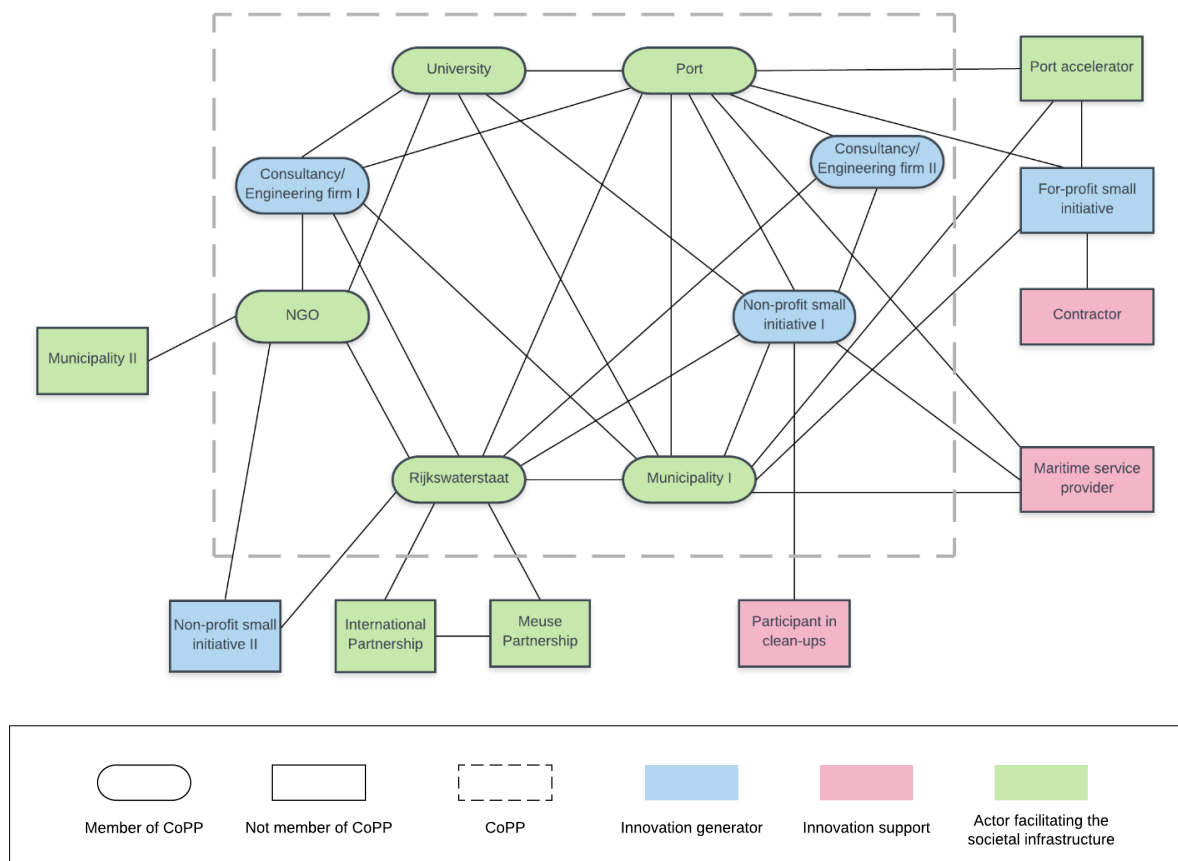 University
Port
Port accelerator
Consultancy/
Engineering firm I
Consultancy/
Engineering firm II
For-profit small
initiative
NGO
Non-profit small
initiative I
Contractor
Municipality II
Rijkswaterstaat
Municipality I
Maritime service
provider
Non-profit small
initiative II
International
Partnership
Meuse
Partnership
Participant in
clean-ups
Member of CoPP
Not member of CoPP
CoPP
Innovation generator
Innovation support
Actor facilitating the
societal infrastructure